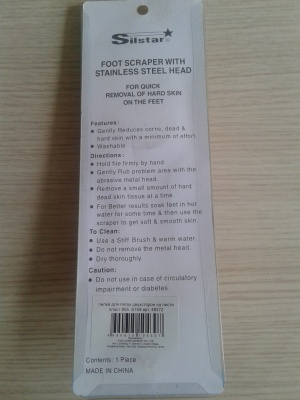 Silstar
FOOT SCRAPER WITH
STAINLESS STEEL HEAD
FOR QUICK
REMOVAL OF HARD SKIN
ON THE FEET
Features:
Gently Reduces corns, dead &
hard skin with a minimum of effort
Washable
Directions:
Hold file firmly by hand
Gently Rub problem area with the
abrasive metal head.
Remove a small amount of hard
dead skin tissue at a time
For Better results soak feet in hot
water for some time & then use the
scraper to get soft & smooth skin.
To Clean:
Use a Stiff Brush & warm water.
Do not remove the metal head.
Dry thoroughly.
Caution:
Do not use in case of circulatory
impairment or diabetes.
Contents: 1 Piece
MADE IN CHINA